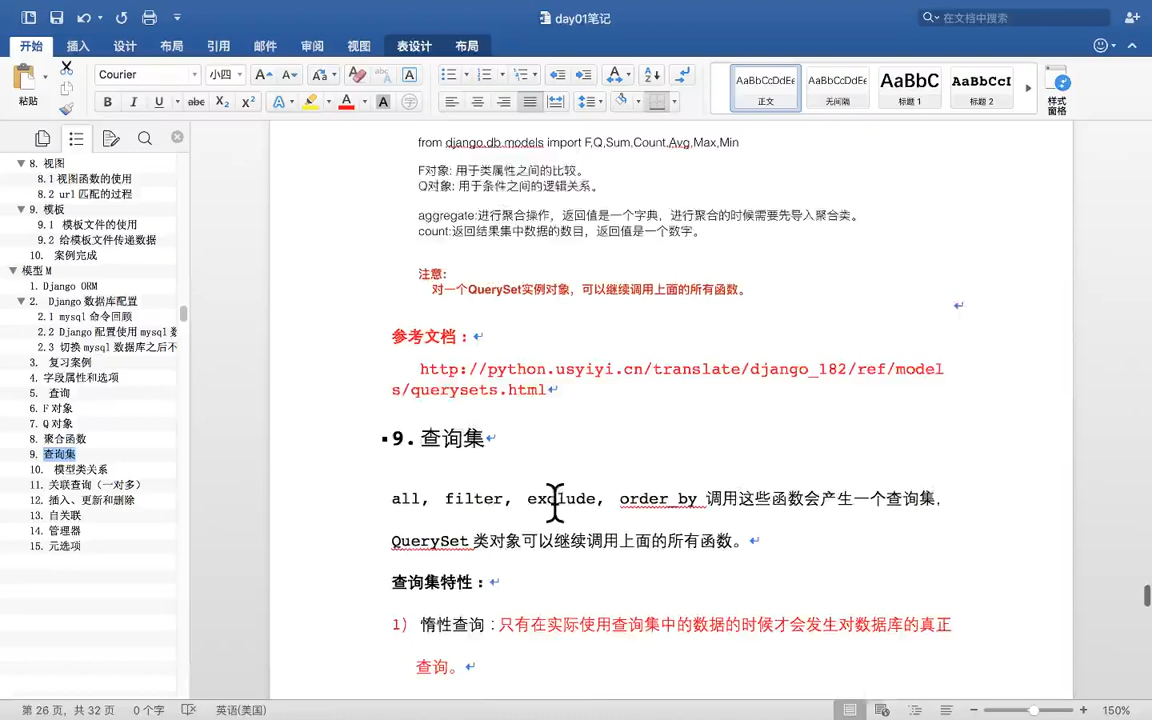 day01笔记
在文档中搜索
开始 插入 设计 布局 引用 邮件 审阅 视图 表设计 布局
粘贴
Courier 小四
AaBbCcDdEe AaBbCcDdEe AaBbC AaBbCcI
正文 无间隔 标题 1 标题 2
样式
窗格
8. 视图
8.1 视图函数的使用
8.2 url 匹配的过程
9. 模板
9.1 模板文件的使用
9.2 给模板文件传递数据
10. 案例完成
模型 M
1. Django ORM
2. Django 数据库配置
2.1 mysql 命令回顾
2.2 Django 配置使用 mysql 数
2.3 切换 mysql 数据库之后不
3. 复习案例
4. 字段属性和选项
5. 查询
6. F 对象
7. Q 对象
8. 聚合函数
9. 查询集
10. 模型类关系
11. 关联查询（一对多）
12. 插入、更新和删除
13. 自关联
14. 管理器
15. 元选项
from django.db.models import F,Q,Sum,Count,Avg,Max,Min
F对象: 用于类属性之间的比较。
Q对象: 用于条件之间的逻辑关系。
aggregate:进行聚合操作，返回值是一个字典，进行聚合的时候需要先导入聚合类。
count:返回结果集中数据的数目，返回值是一个数字。
注意:
对一个QuerySet实例对象，可以继续调用上面的所有函数。
参考文档：
http://python.usyiyi.cn/translate/django_182/ref/model
s/querysets.html
9. 查询集
all, filter, exclude, order_by 调用这些函数会产生一个查询集，
QuerySet 类对象可以继续调用上面的所有函数。
查询集特性：
1） 惰性查询：只有在实际使用查询集中的数据的时候才会发生对数据库的真正
查询。
第 26 页，共 32 页 0 个字 英语(美国) 150%